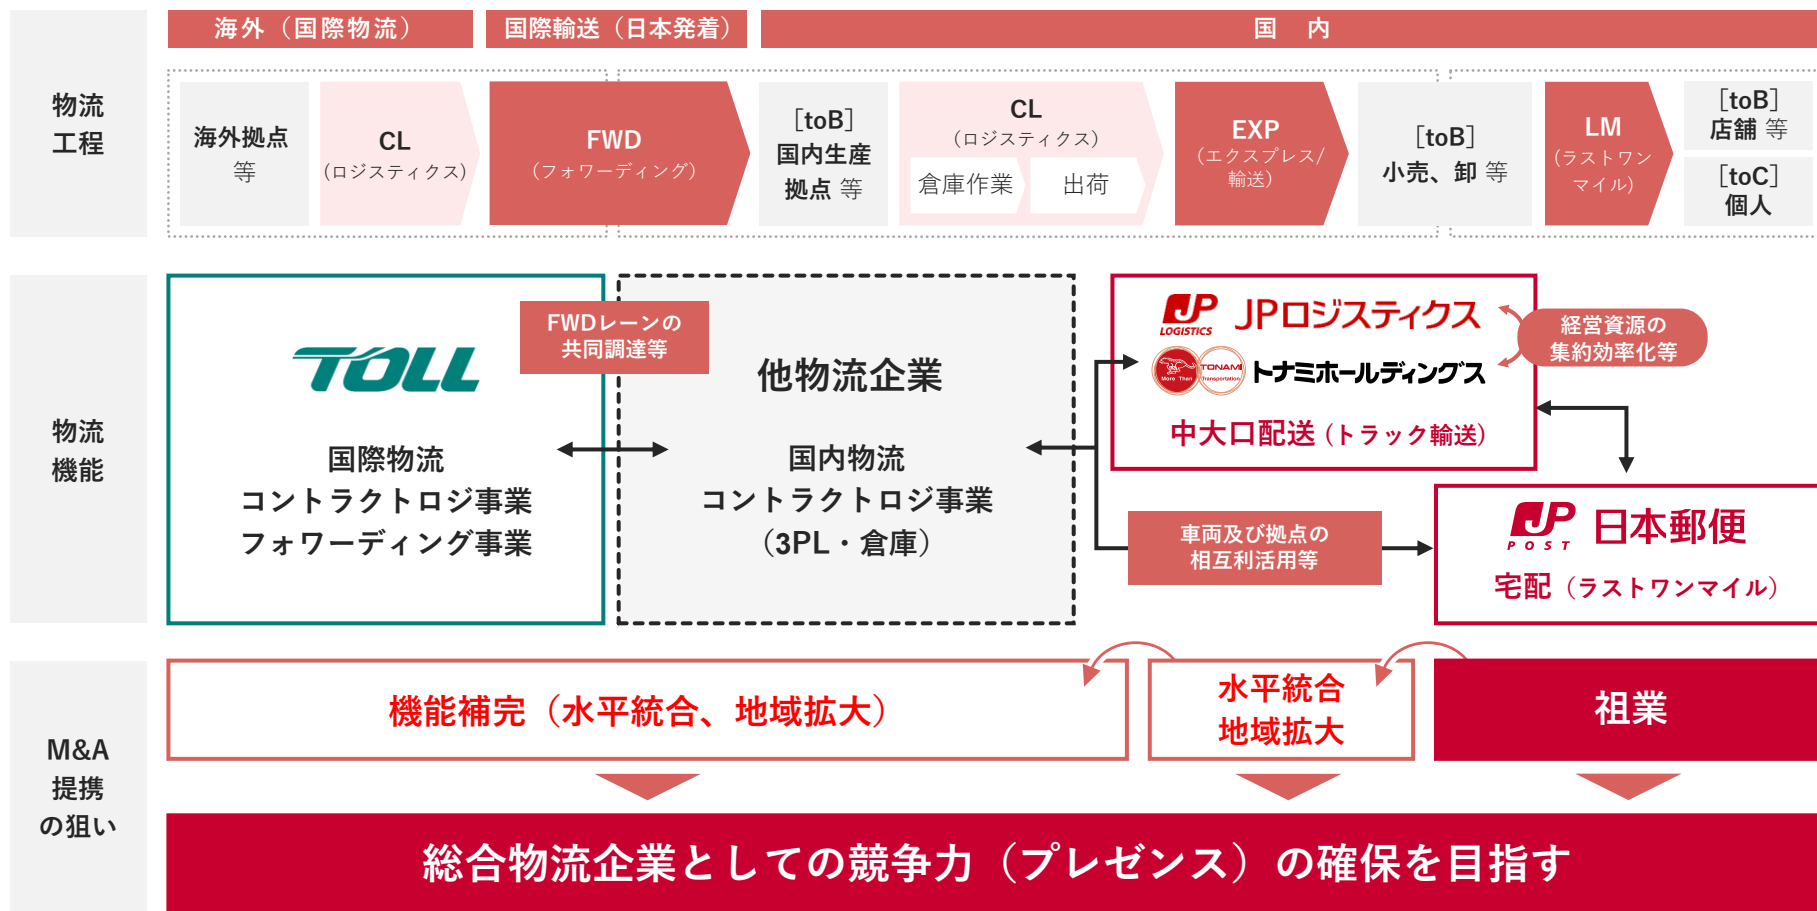 海外（国際物流）
国際輸送（日本発着）
国　内
物流
工程
海外拠点
等
CL
(ロジスティクス)
FWD
(フォワーディング)
［toB］
国内生産
拠点 等
CL
(ロジスティクス)
倉庫作業
出荷
EXP
(エクスプレス/
輸送)
［toB］
小売、卸 等
LM
(ラストワン
マイル)
［toB］
店舗 等
［toC］
個人
物流
機能
TOLL
国際物流
コントラクトロジ事業
フォワーディング事業
FWDレーンの
共同調達等
他物流企業
国内物流
コントラクトロジ事業
（3PL・倉庫）
JP
LOGISTICS
JPロジスティクス
More Than
TONAMI
Transportation
トナミホールディングス
中大口配送 (トラック輸送)
経営資源の
集約効率化等
車両及び拠点の
相互利活用等
JP
POST
日本郵便
宅配（ラストワンマイル）
M&A
提携
の狙い
機能補完（水平統合、地域拡大）
水平統合
地域拡大
祖業
総合物流企業としての競争力（プレゼンス）の確保を目指す